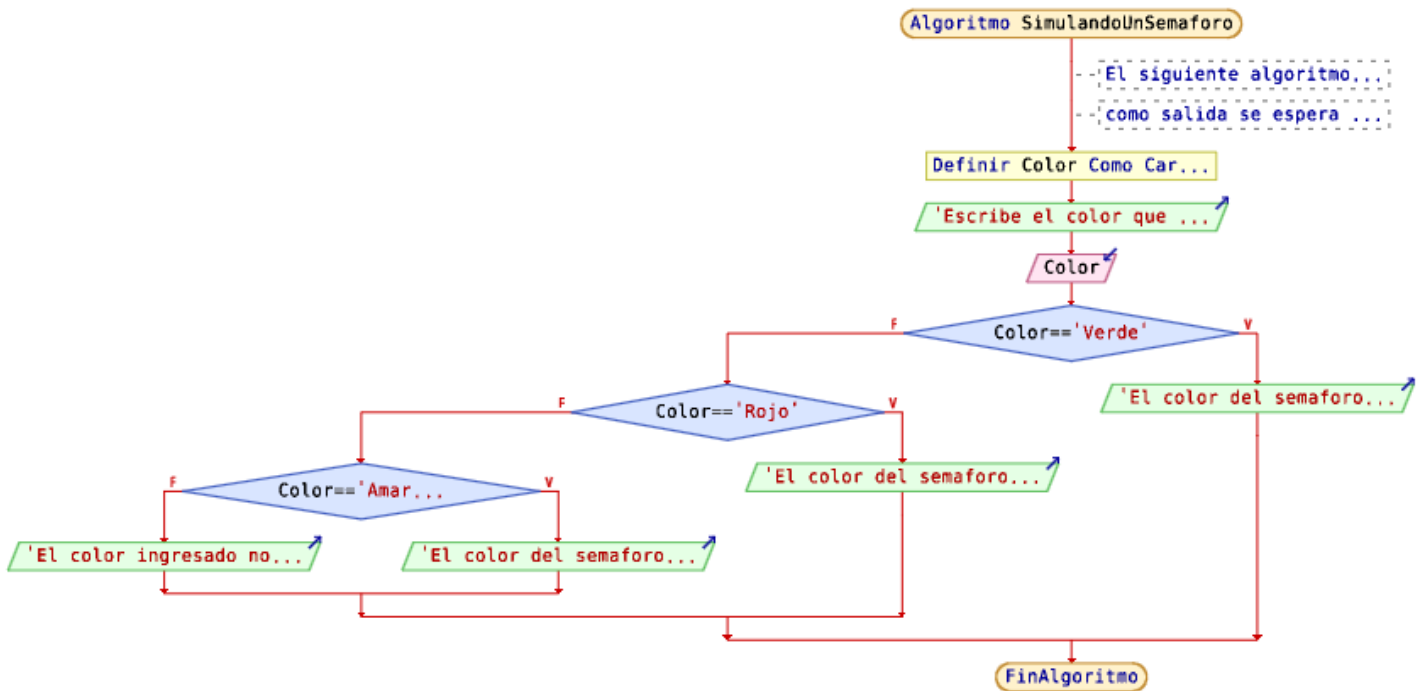 Algoritmo SimulandoUnSemaforo
El siguiente algoritmo...
como salida se espera ...
Definir Color Como Car...
'Escribe el color que ...
Color
F
Color=='Verde'
V
'El color del semaforo...
F
Color=='Rojo'
V
'El color del semaforo...
F
Color=='Amar...
V
'El color ingresado no...
'El color del semaforo...
FinAlgoritmo